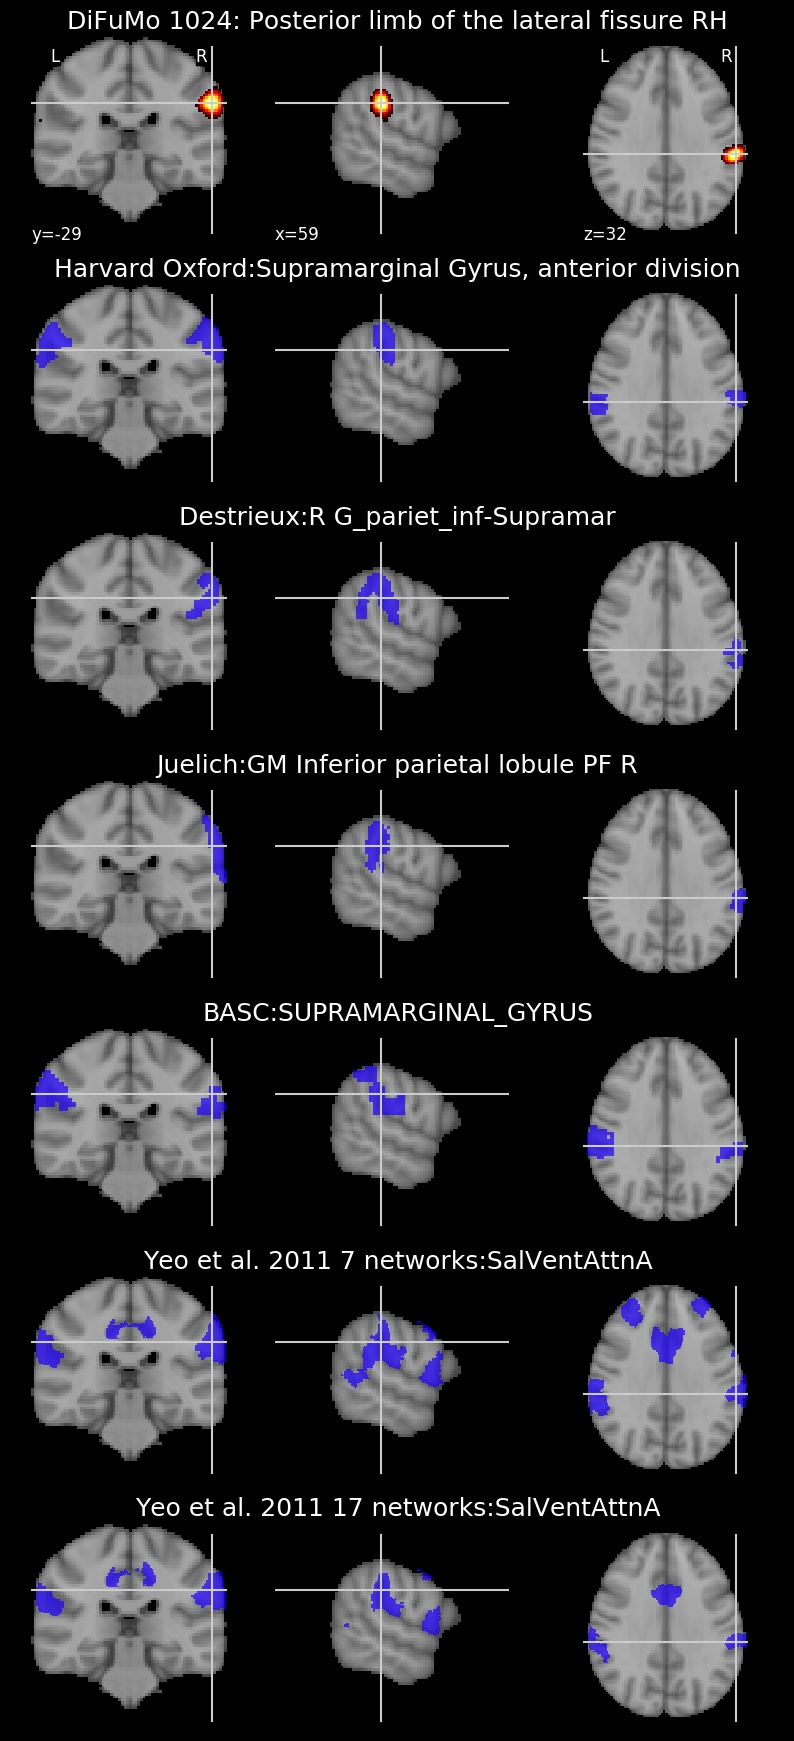 DiFuMo 1024: Posterior limb of the lateral fissure RH
L R L R
y=-29 x=59 z=32
Harvard Oxford:Supramarginal Gyrus, anterior division
Destrieux:R G_pariet_inf-Supramar
Juelich:GM Inferior parietal lobule PF R
BASC:SUPRAMARGINAL_GYRUS
Yeo et al. 2011 7 networks:SalVentAttnA
Yeo et al. 2011 17 networks:SalVentAttnA